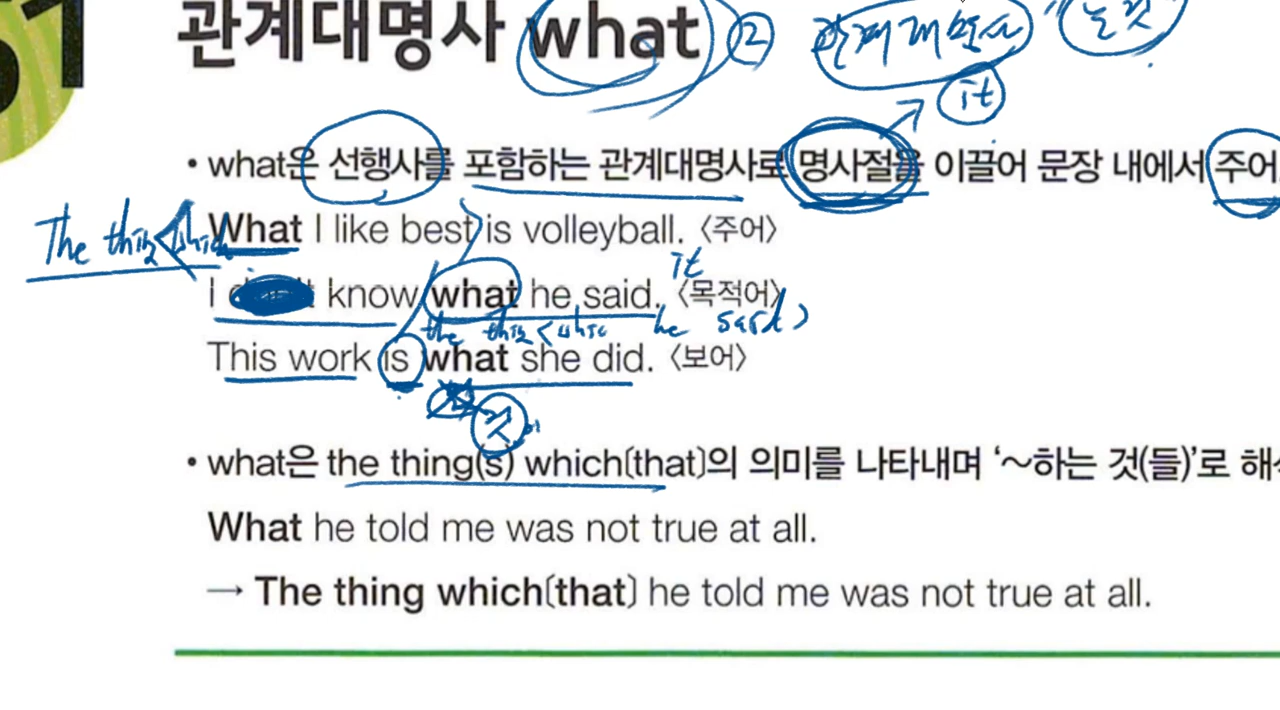 51
관계대명사 what ② 관계대명사 "는 것"
it
• what은 선행사를 포함하는 관계대명사로 명사절을 이끌어 문장 내에서 주어
The thing which What I like best is volleyball. 〈주어〉
it
I know what he said. 〈목적어〉
the thing he said
This work is what she did. 〈보어〉
것
• what은 the thing(s) which(that)의 의미를 나타내며 ‘～하는 것(들)’로 해석
What he told me was not true at all.
→ The thing which(that) he told me was not true at all.